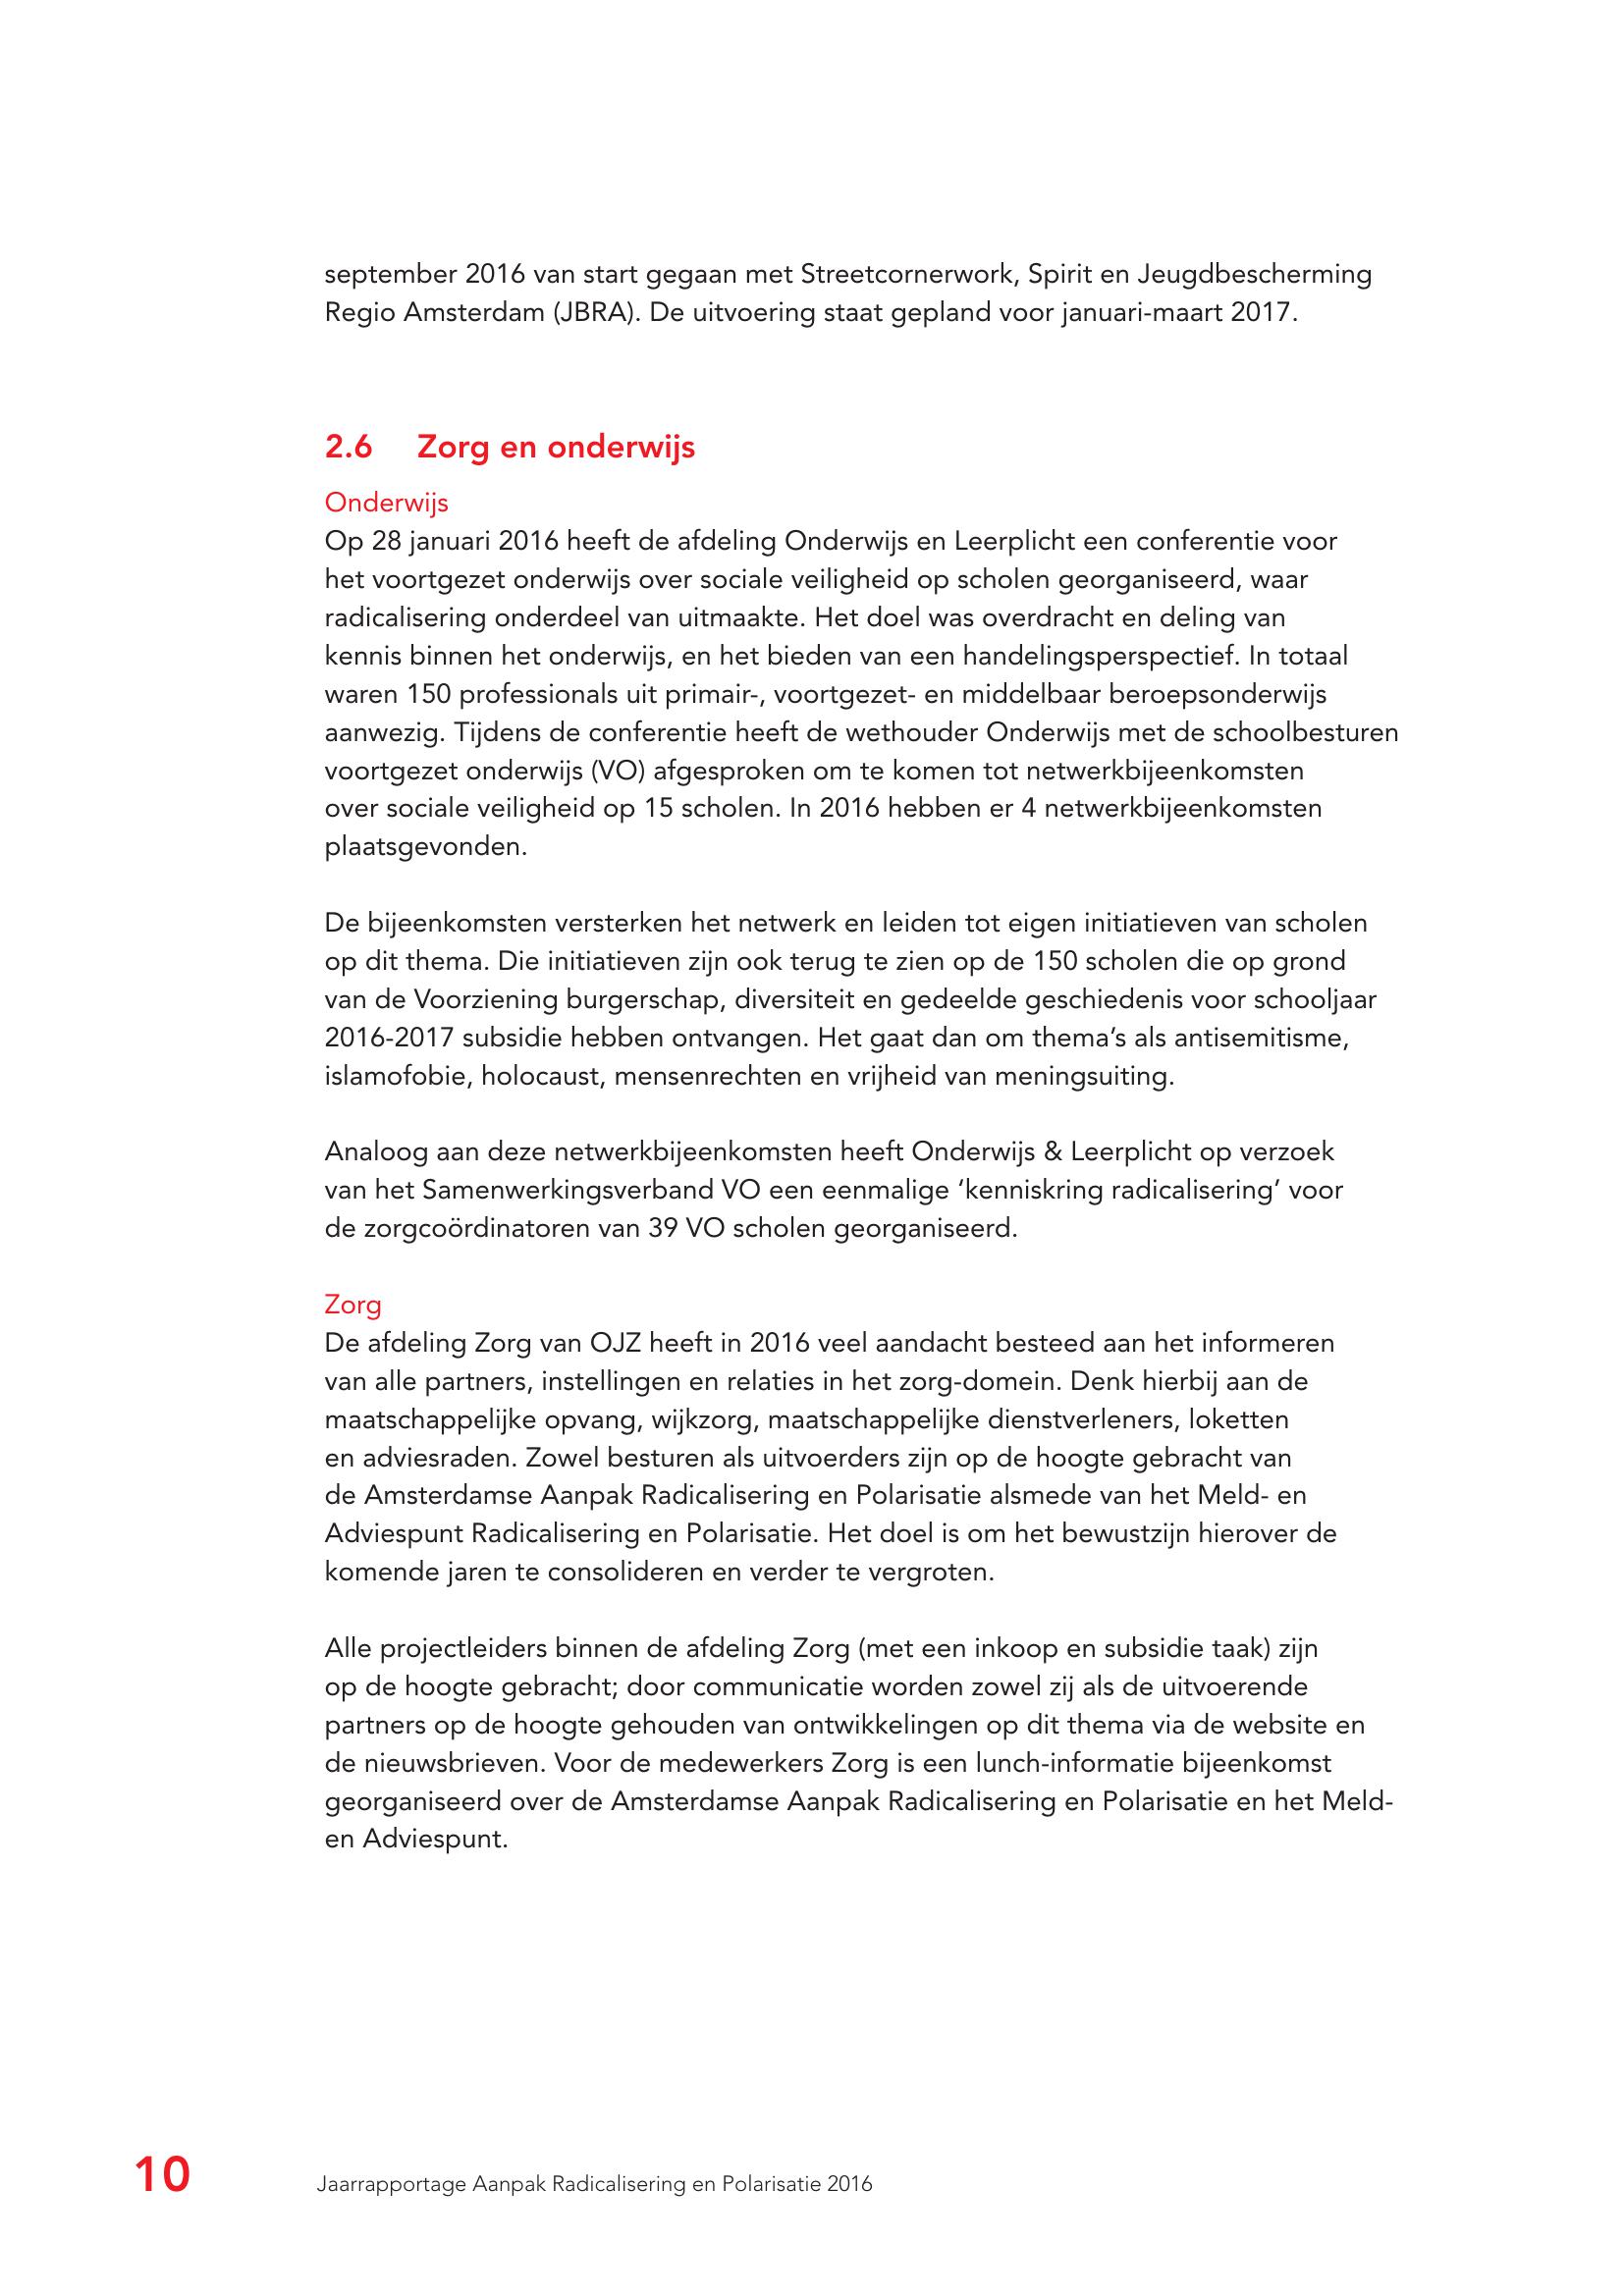 september 2016 van start gegaan met Streetcornerwork, Spirit en Jeugdbescherming
Regio Amsterdam (JBRA). De uitvoering staat gepland voor januari-maart 2017.
2.6 Zorg en onderwijs
Onderwijs
Op 28 januari 2016 heeft de afdeling Onderwijs en Leerplicht een conferentie voor
het voortgezet onderwijs over sociale veiligheid op scholen georganiseerd, waar
radicalisering onderdeel van uitmaakte. Het doel was overdracht en deling van
kennis binnen het onderwijs, en het bieden van een handelingsperspectief. In totaal
waren 150 professionals uit primair-, voortgezet- en middelbaar beroepsonderwijs
aanwezig. Tijdens de conferentie heeft de wethouder Onderwijs met de schoolbesturen
voortgezet onderwijs (VO) afgesproken om te komen tot netwerkbijeenkomsten
over sociale veiligheid op 15 scholen. In 2016 hebben er 4 netwerkbijeenkomsten
plaatsgevonden.
De bijeenkomsten versterken het netwerk en leiden tot eigen initiatieven van scholen
op dit thema. Die initiatieven zijn ook terug te zien op de 150 scholen die op grond
van de Voorziening burgerschap, diversiteit en gedeelde geschiedenis voor schooljaar
2016-2017 subsidie hebben ontvangen. Het gaat dan om thema’s als antisemitisme,
islamofobie, holocaust, mensenrechten en vrijheid van meningsuiting.
Analoog aan deze netwerkbijeenkomsten heeft Onderwijs & Leerplicht op verzoek
van het Samenwerkingsverband VO een eenmalige ‘kenniskring radicalisering’ voor
de zorgcoördinatoren van 39 VO scholen georganiseerd.
Zorg
De afdeling Zorg van OJZ heeft in 2016 veel aandacht besteed aan het informeren
van alle partners, instellingen en relaties in het zorg-domein. Denk hierbij aan de
maatschappelijke opvang, wijkzorg, maatschappelijke dienstverleners, loketten
en adviesraden. Zowel besturen als uitvoerders zijn op de hoogte gebracht van
de Amsterdamse Aanpak Radicalisering en Polarisatie alsmede van het Meld- en
Adviespunt Radicalisering en Polarisatie. Het doel is om het bewustzijn hierover de
komende jaren te consolideren en verder te vergroten.
Alle projectleiders binnen de afdeling Zorg (met een inkoop en subsidie taak) zijn
op de hoogte gebracht; door communicatie worden zowel zij als de uitvoerende
partners op de hoogte gehouden van ontwikkelingen op dit thema via de website en
de nieuwsbrieven. Voor de medewerkers Zorg is een lunch-informatie bijeenkomst
georganiseerd over de Amsterdamse Aanpak Radicalisering en Polarisatie en het Meld-
en Adviespunt.
10 Jaarrapportage Aanpak Radicalisering en Polarisatie 2016